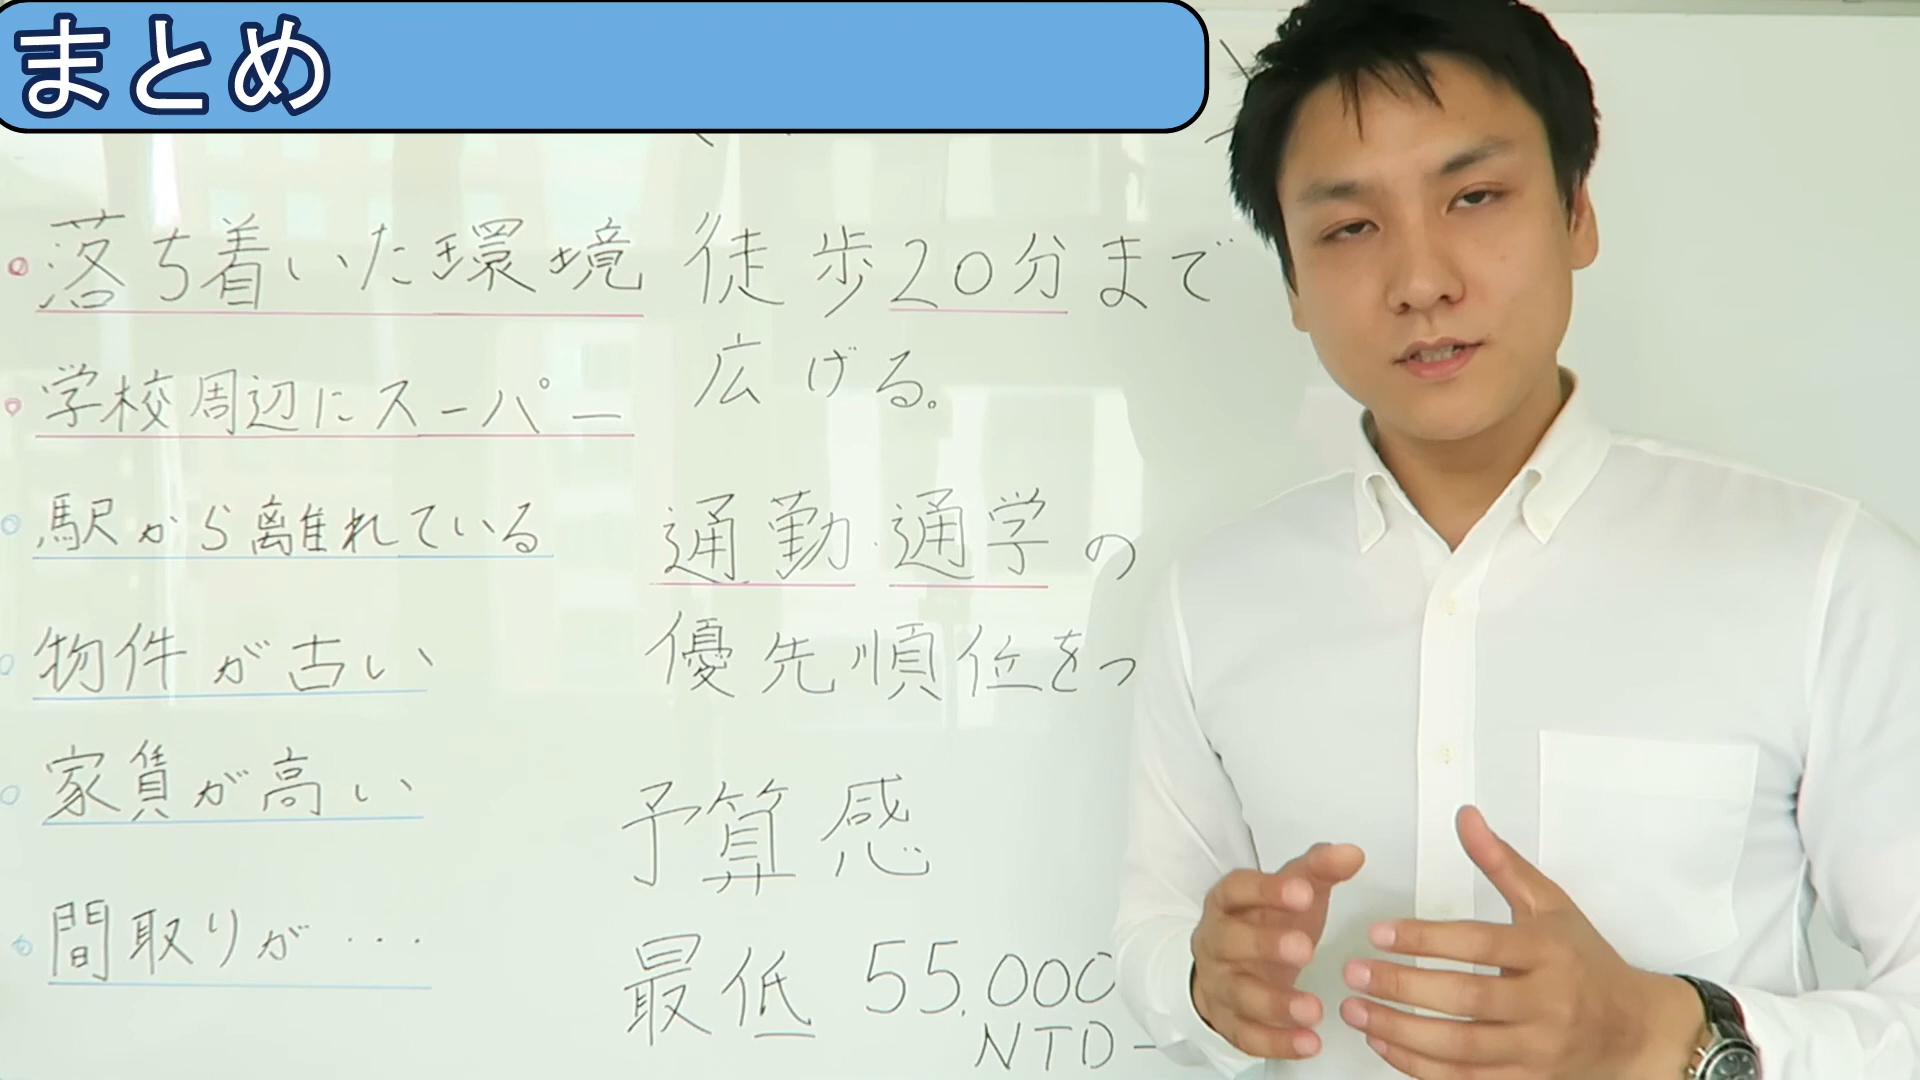 まとめ
落ち着いた環境
学校周辺にスーパー
駅から離れている
物件が古い
家賃が高い
間取りが・・・
徒歩20分まで
広げる。
通勤・通学の
優先順位をつ
予算感
最低 55,000
NTD-